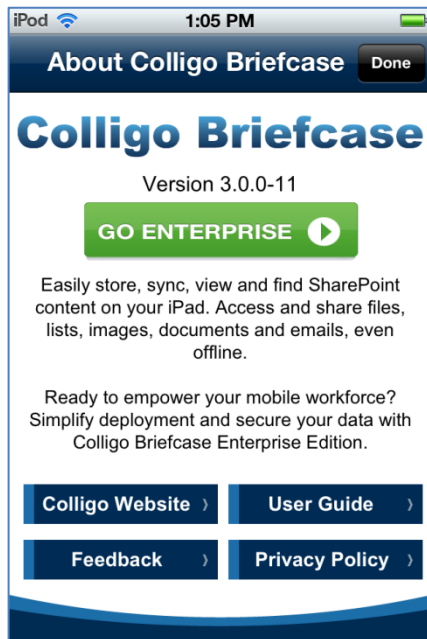 iPod 1:05 PM
About Colligo Briefcase Done
Colligo Briefcase
Version 3.0.0-11
GO ENTERPRISE
Easily store, sync, view and find SharePoint
content on your iPad. Access and share files,
lists, images, documents and emails, even
offline.
Ready to empower your mobile workforce?
Simplify deployment and secure your data with
Colligo Briefcase Enterprise Edition.
Colligo Website User Guide
Feedback Privacy Policy